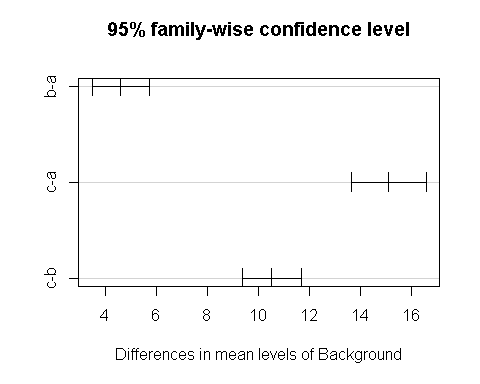 95% family-wise confidence level
b-a
c-a
c-b
4 6 8 10 12 14 16
Differences in mean levels of Background